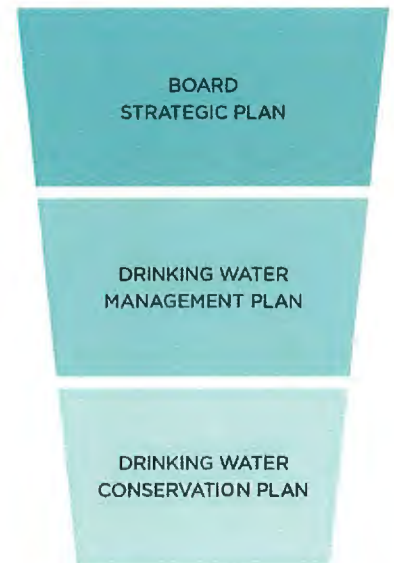 BOARD
STRATEGIC PLAN
DRINKING WATER
MANAGEMENT PLAN
DRINKING WATER
CONSERVATION PLAN